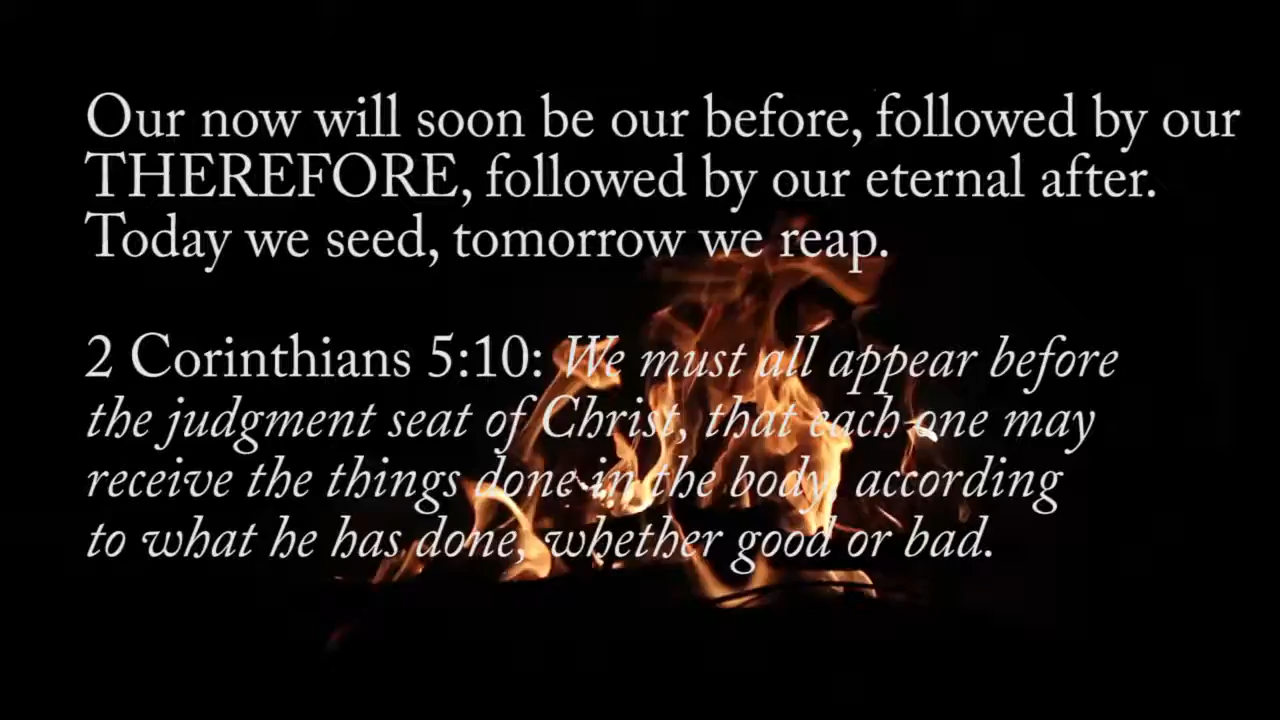 Our now will soon be our before, followed by our
THEREFORE, followed by our eternal after.
Today we seed, tomorrow we reap.
2 Corinthians 5:10: We must all appear before
the judgment seat of Christ, that each one may
receive the things done in the body, according
to what he has done, whether good or bad.